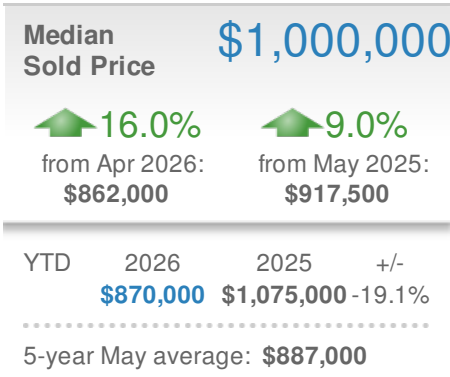 Median $1,000,000
Sold Price
16.0% 9.0%
from Apr 2026: from May 2025:
$862,000 $917,500
YTD 2026 2025 +/-
$870,000 $1,075,000 -19.1%
5-year May average: $887,000